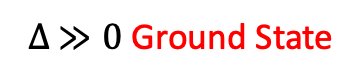 Δ ≫ 0 Ground State